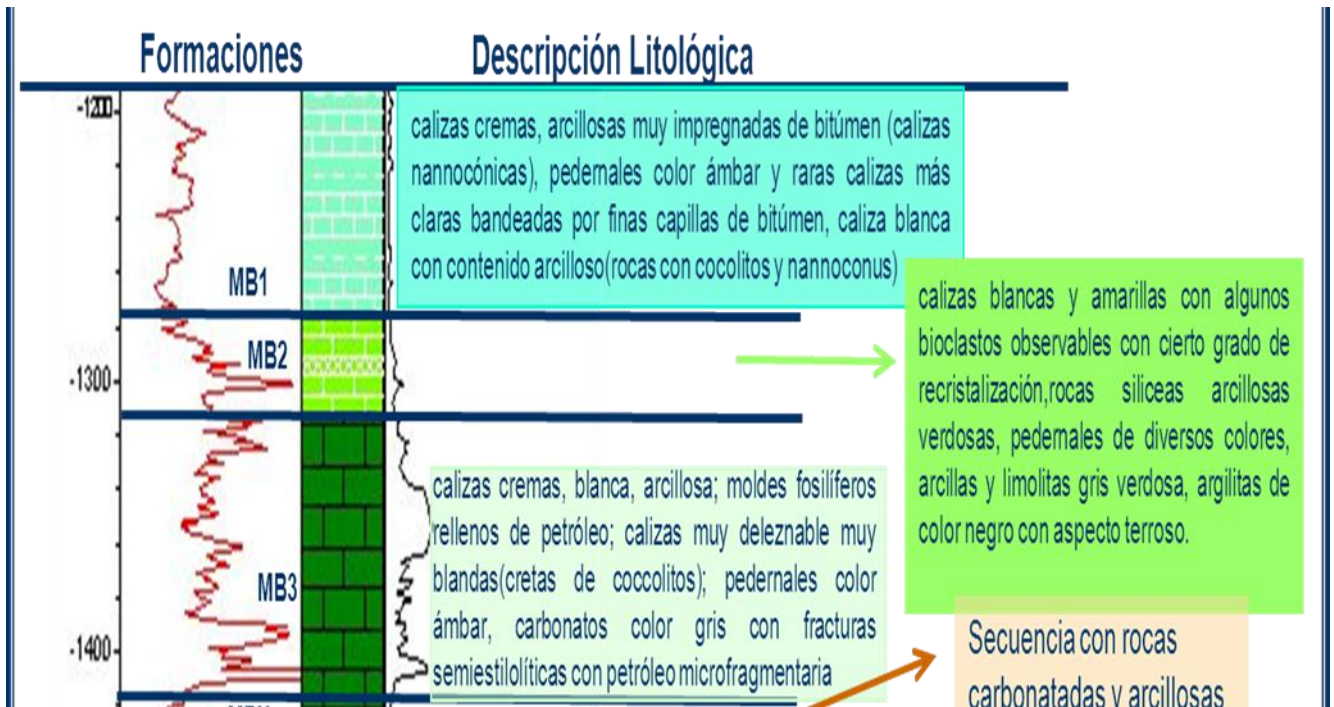 Formaciones
Descripción Litológica
-1200
calizas cremas, arcillosas muy impregnadas de bitúmen (calizas
nannocónicas), pedernales color ámbar y raras calizas más
claras bandeadas por finas capillas de bitúmen, caliza blanca
con contenido arcilloso(rocas con cocolitos y nannoconus)
MB1
MB2
-1300
calizas blancas y amarillas con algunos
bioclastos observables con cierto grado de
recristalización,rocas siliceas arcillosas
verdosas, pedernales de diversos colores,
arcillas y limolitas gris verdosa, argilitas de
color negro con aspecto terroso.
calizas cremas, blanca, arcillosa; moldes fosilíferos
rellenos de petróleo; calizas muy deleznable muy
blandas(cretas de coccolitos); pedernales color
ámbar, carbonatos color gris con fracturas
semiestilolíticas con petróleo microfragmentaria
MB3
-1400
Secuencia con rocas
carbonatadas y arcillosas